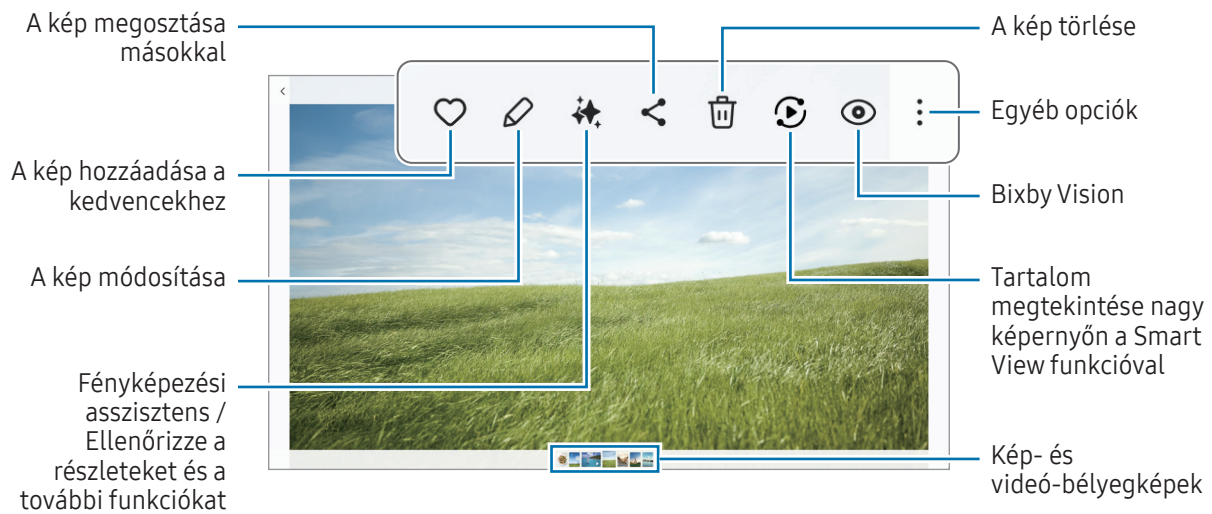 A kép megosztása
másokkal
A kép törlése
Egyéb opciók
A kép hozzáadása a
kedvencekhez
Bixby Vision
A kép módosítása
Tartalom
megtekintése nagy
képernyőn a Smart
View funkcióval
Fényképezési
asszisztens /
Ellenőrizze a
részleteket és a
további funkciókat
Kép- és
videó-bélyegképek